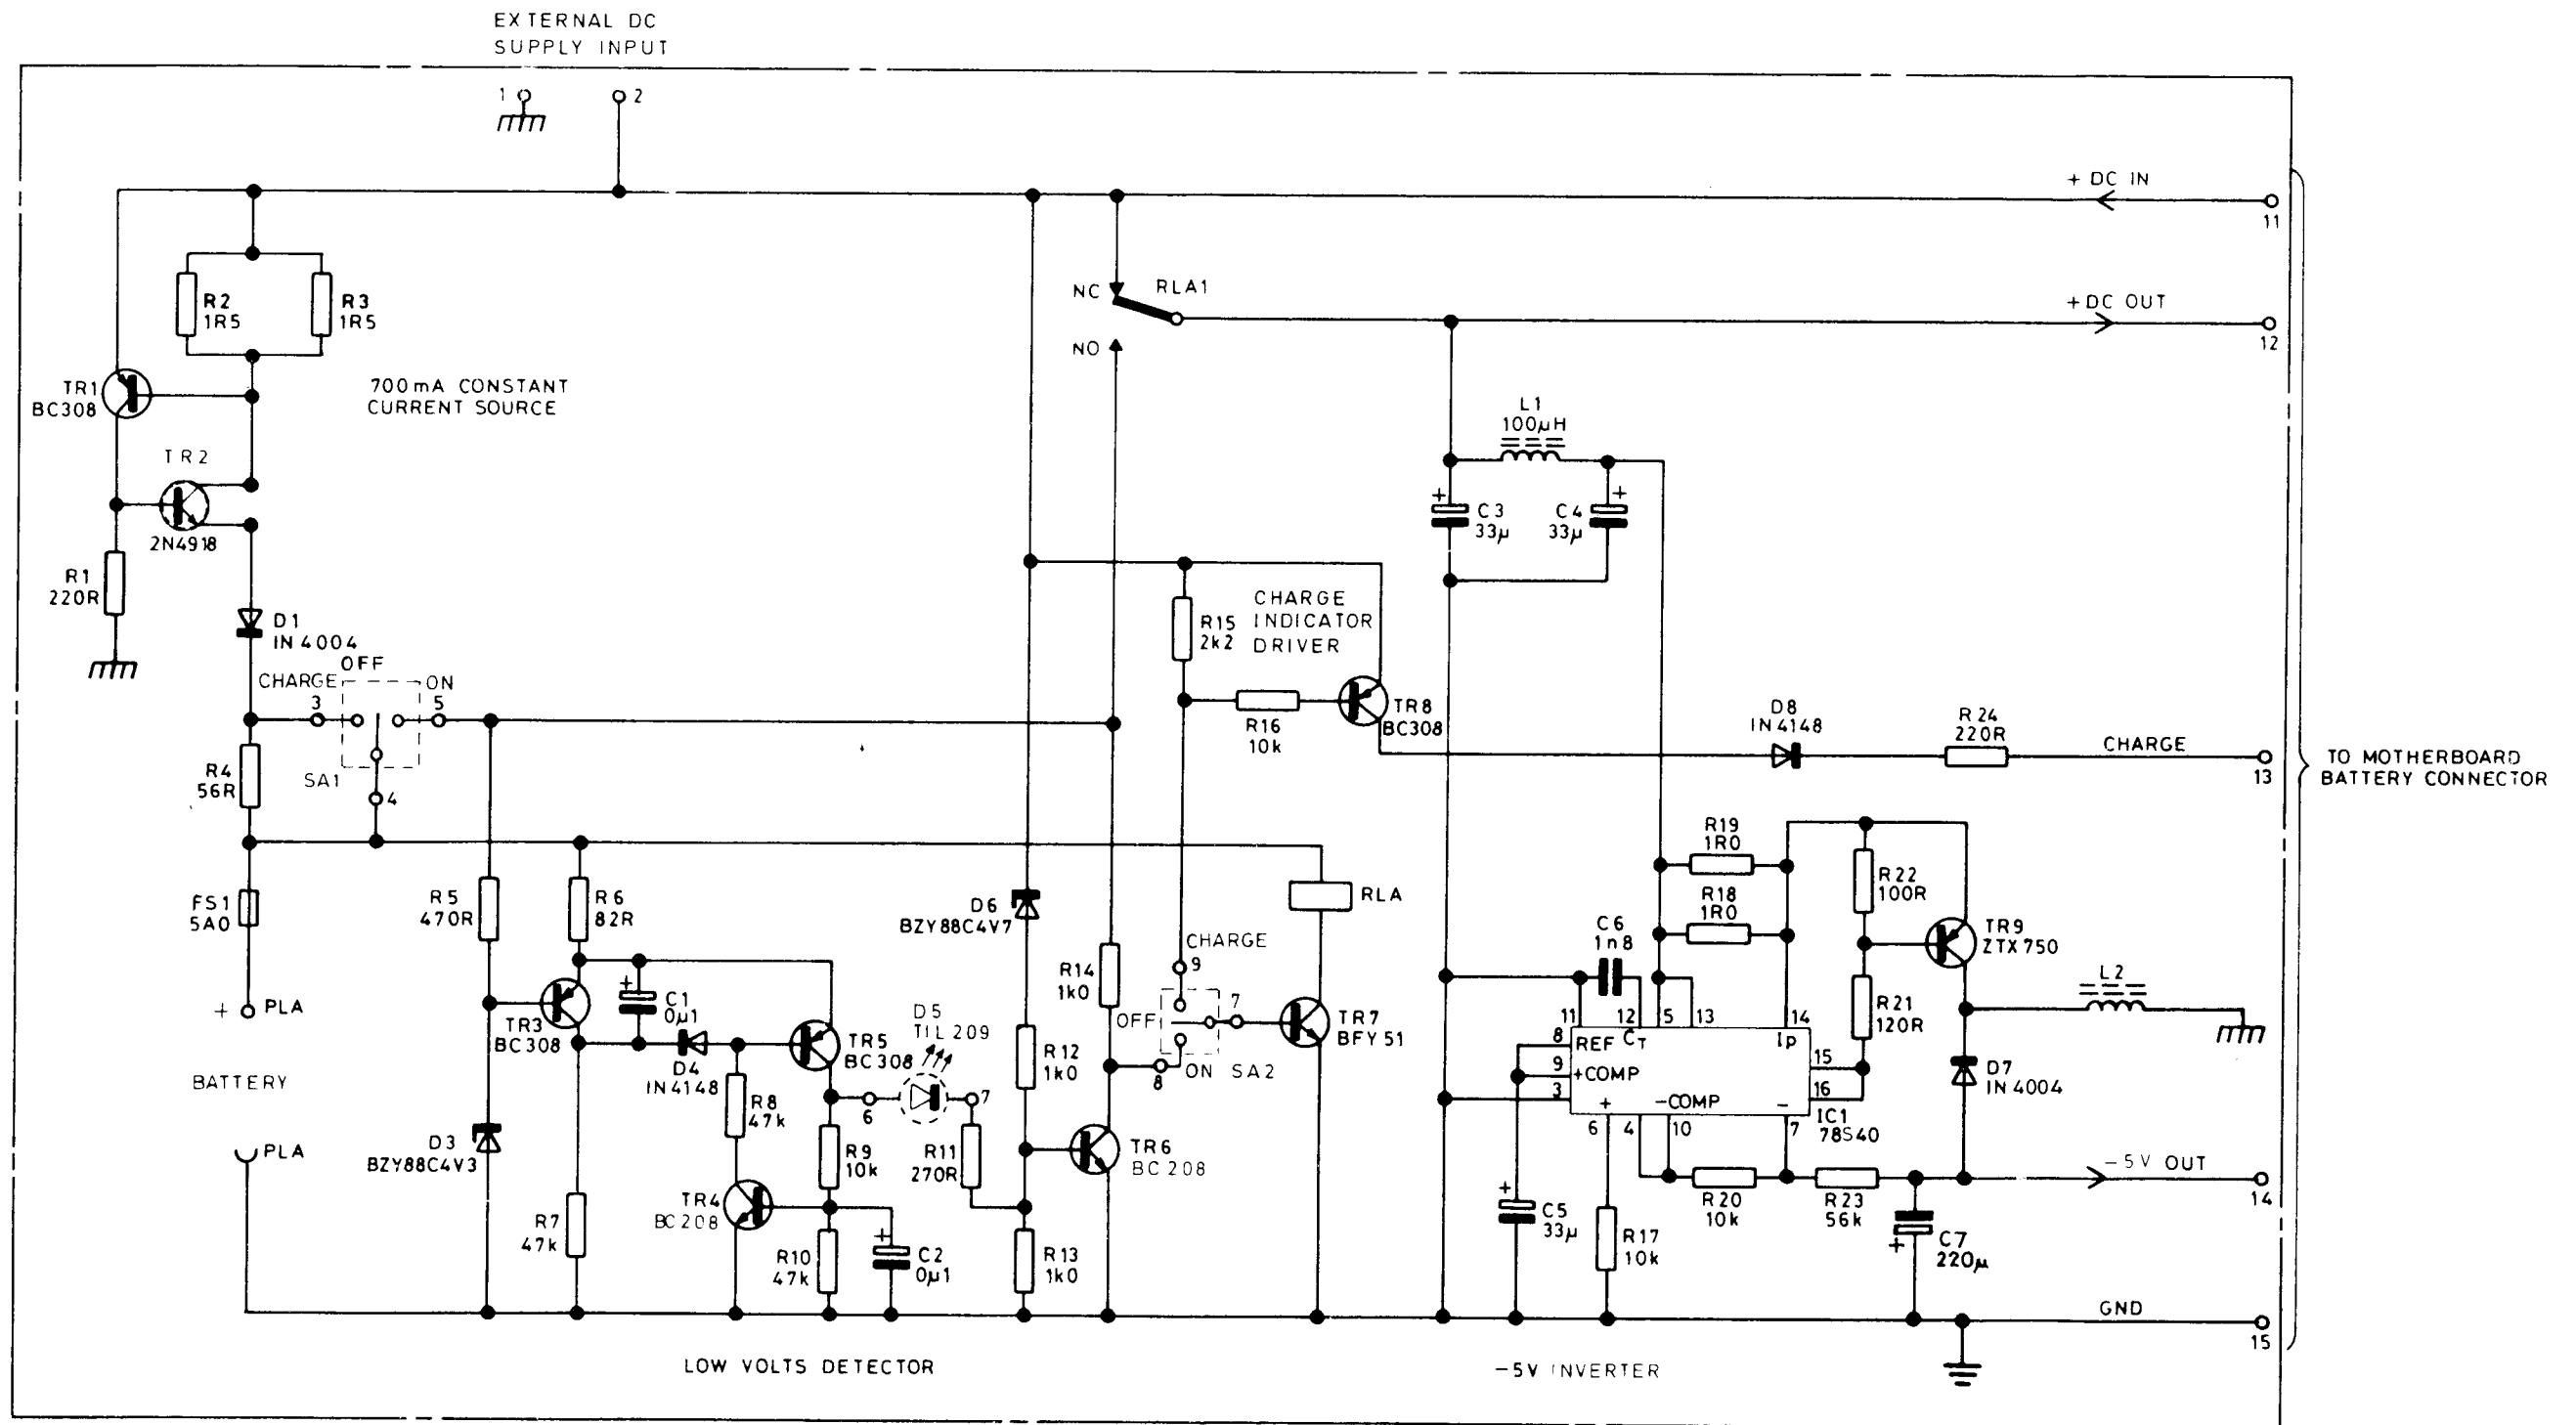 EXTERNAL DC
SUPPLY INPUT
1
2
+ DC IN
11
R2
1R5
R3
1R5
NC
RLA1
+DC OUT
12
NO
TR1
BC308
700mA CONSTANT
CURRENT SOURCE
L1
100µH
TR2
2N4918
+
C3
33µ
C4
33µ
+
R1
220R
D1
IN4004
R15
2k2
CHARGE
INDICATOR
DRIVER
OFF
CHARGE
ON
3
5
R16
10k
TR8
BC308
D8
IN4148
R24
220R
CHARGE
13
TO MOTHERBOARD
BATTERY CONNECTOR
R4
56R
SA1
4
R19
1R0
R18
1R0
R22
100R
FS1
5A0
R5
470R
R6
82R
D6
BZY88C4V7
RLA
C6
1n8
TR9
ZTX750
CHARGE
9
R14
1k0
L2
+
PLA
TR3
BC308
+
C1
0µ1
D5
TIL209
OFF
7
TR7
BFY51
11
12
5
13
14
R21
120R
TR5
BC308
D4
IN4148
R12
1k0
8
ON
SA2
8
REF
CT
Ip
9
+COMP
15
16
3
+
-COMP
-
IC1
78S40
D7
IN4004
BATTERY
R8
47k
6
7
6
4
10
7
PLA
D3
BZY88C4V3
R9
10k
R11
270R
TR6
BC208
-5V OUT
14
TR4
BC208
R20
10k
R23
56k
+
C5
33µ
R7
47k
R10
47k
+
C2
0µ1
R13
1k0
R17
10k
+
C7
220µ
GND
15
LOW VOLTS DETECTOR
-5V INVERTER